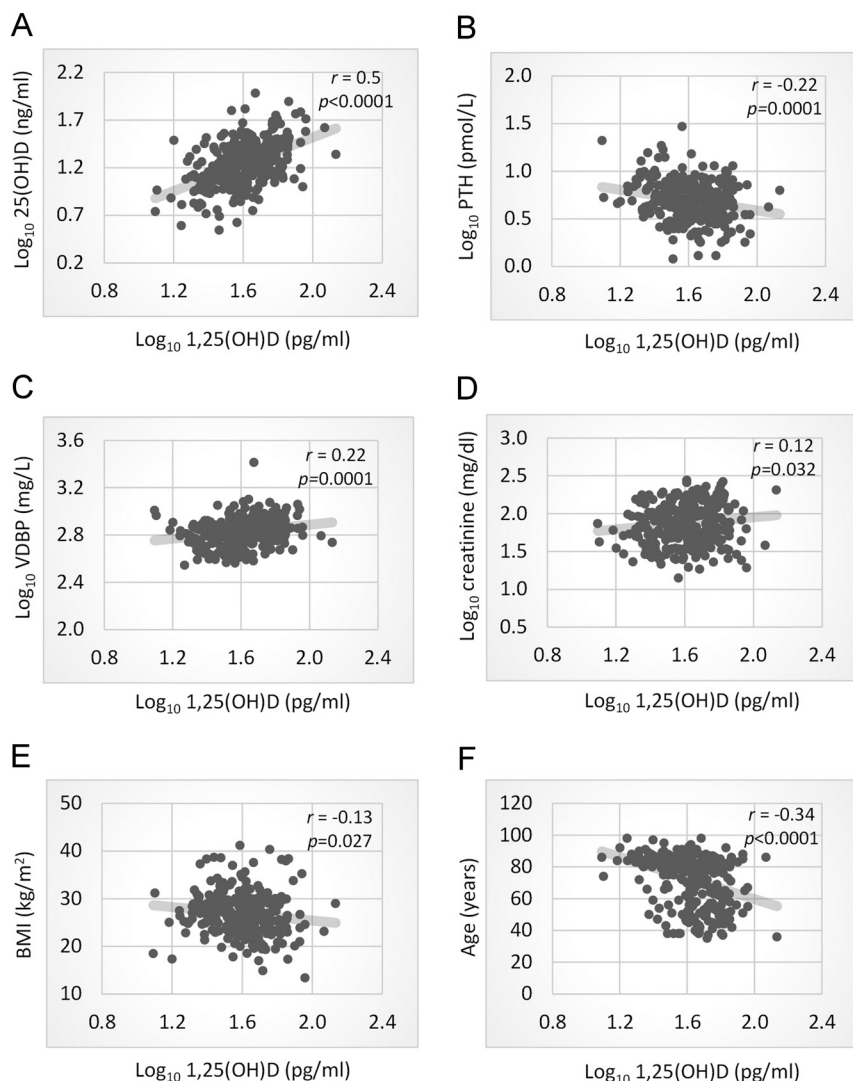 A
Log₁₀ 25(OH)D (ng/ml)
2.2
1.7
1.2
0.7
0.2
r = 0.5
p<0.0001
0.8 1.2 1.6 2.0 2.4
Log₁₀ 1,25(OH)D (pg/ml)
B
Log₁₀ PTH (pmol/L)
2.0
1.5
1.0
0.5
0.0
r = -0.22
p=0.0001
0.8 1.2 1.6 2.0 2.4
Log₁₀ 1,25(OH)D (pg/ml)
C
Log₁₀ VDBP (mg/L)
3.6
3.2
2.8
2.4
2.0
r = 0.22
p=0.0001
0.8 1.2 1.6 2.0 2.4
Log₁₀ 1,25(OH)D (pg/ml)
D
Log₁₀ creatinine (mg/dl)
3.0
2.5
2.0
1.5
1.0
0.5
r = 0.12
p=0.032
0.8 1.2 1.6 2.0 2.4
Log₁₀ 1,25(OH)D (pg/ml)
E
BMI (kg/m²)
50
40
30
20
10
r = -0.13
p=0.027
0.8 1.2 1.6 2.0 2.4
Log₁₀ 1,25(OH)D (pg/ml)
F
Age (years)
120
100
80
60
40
20
0
r = -0.34
p<0.0001
0.8 1.2 1.6 2.0 2.4
Log₁₀ 1,25(OH)D (pg/ml)